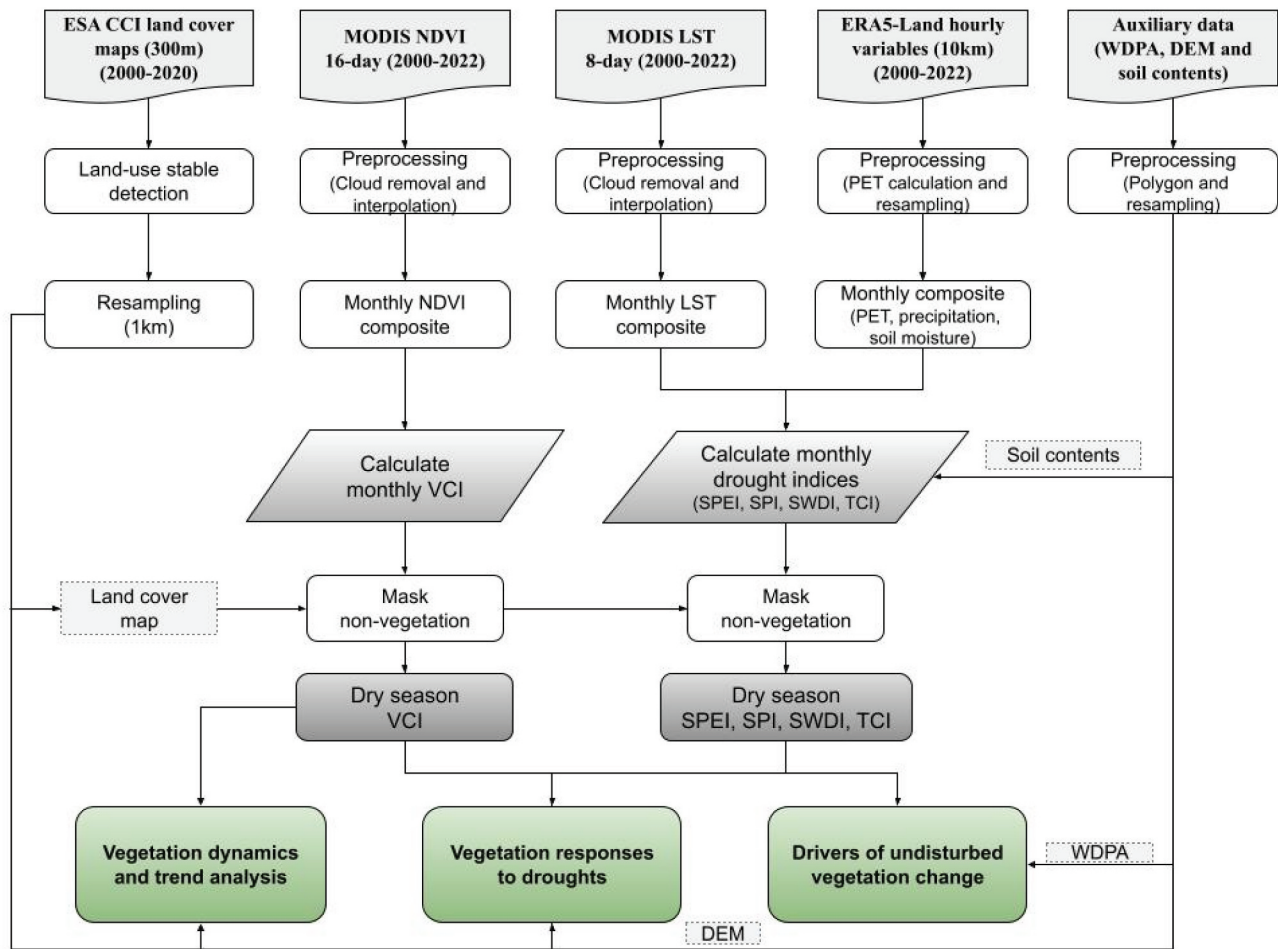 ESA CCI land cover
maps (300m)
(2000-2020)
MODIS NDVI
16-day (2000-2022)
MODIS LST
8-day (2000-2022)
ERA5-Land hourly
variables (10km)
(2000-2022)
Auxiliary data
(WDPA, DEM and
soil contents)
Land-use stable
detection
Preprocessing
(Cloud removal and
interpolation)
Preprocessing
(Cloud removal and
interpolation)
Preprocessing
(PET calculation and
resampling)
Preprocessing
(Polygon and
resampling)
Resampling
(1km)
Monthly NDVI
composite
Monthly LST
composite
Monthly composite
(PET, precipitation,
soil moisture)
Calculate
monthly VCI
Calculate monthly
drought indices
(SPEI, SPI, SWDI, TCI)
Soil contents
Land cover
map
Mask
non-vegetation
Mask
non-vegetation
Dry season
VCI
Dry season
SPEI, SPI, SWDI, TCI
Vegetation dynamics
and trend analysis
Vegetation responses
to droughts
Drivers of undisturbed
vegetation change
WDPA
DEM